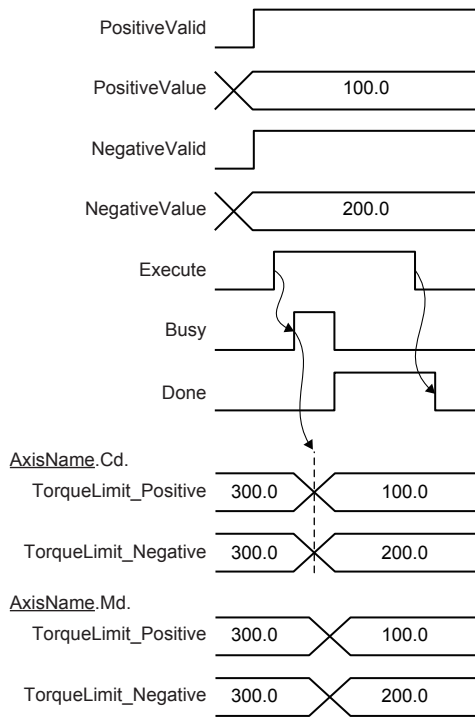 PositiveValid
PositiveValue 100.0
NegativeValid
NegativeValue 200.0
Execute
Busy
Done
AxisName.Cd.
TorqueLimit_Positive 300.0 100.0
TorqueLimit_Negative 300.0 200.0
AxisName.Md.
TorqueLimit_Positive 300.0 100.0
TorqueLimit_Negative 300.0 200.0